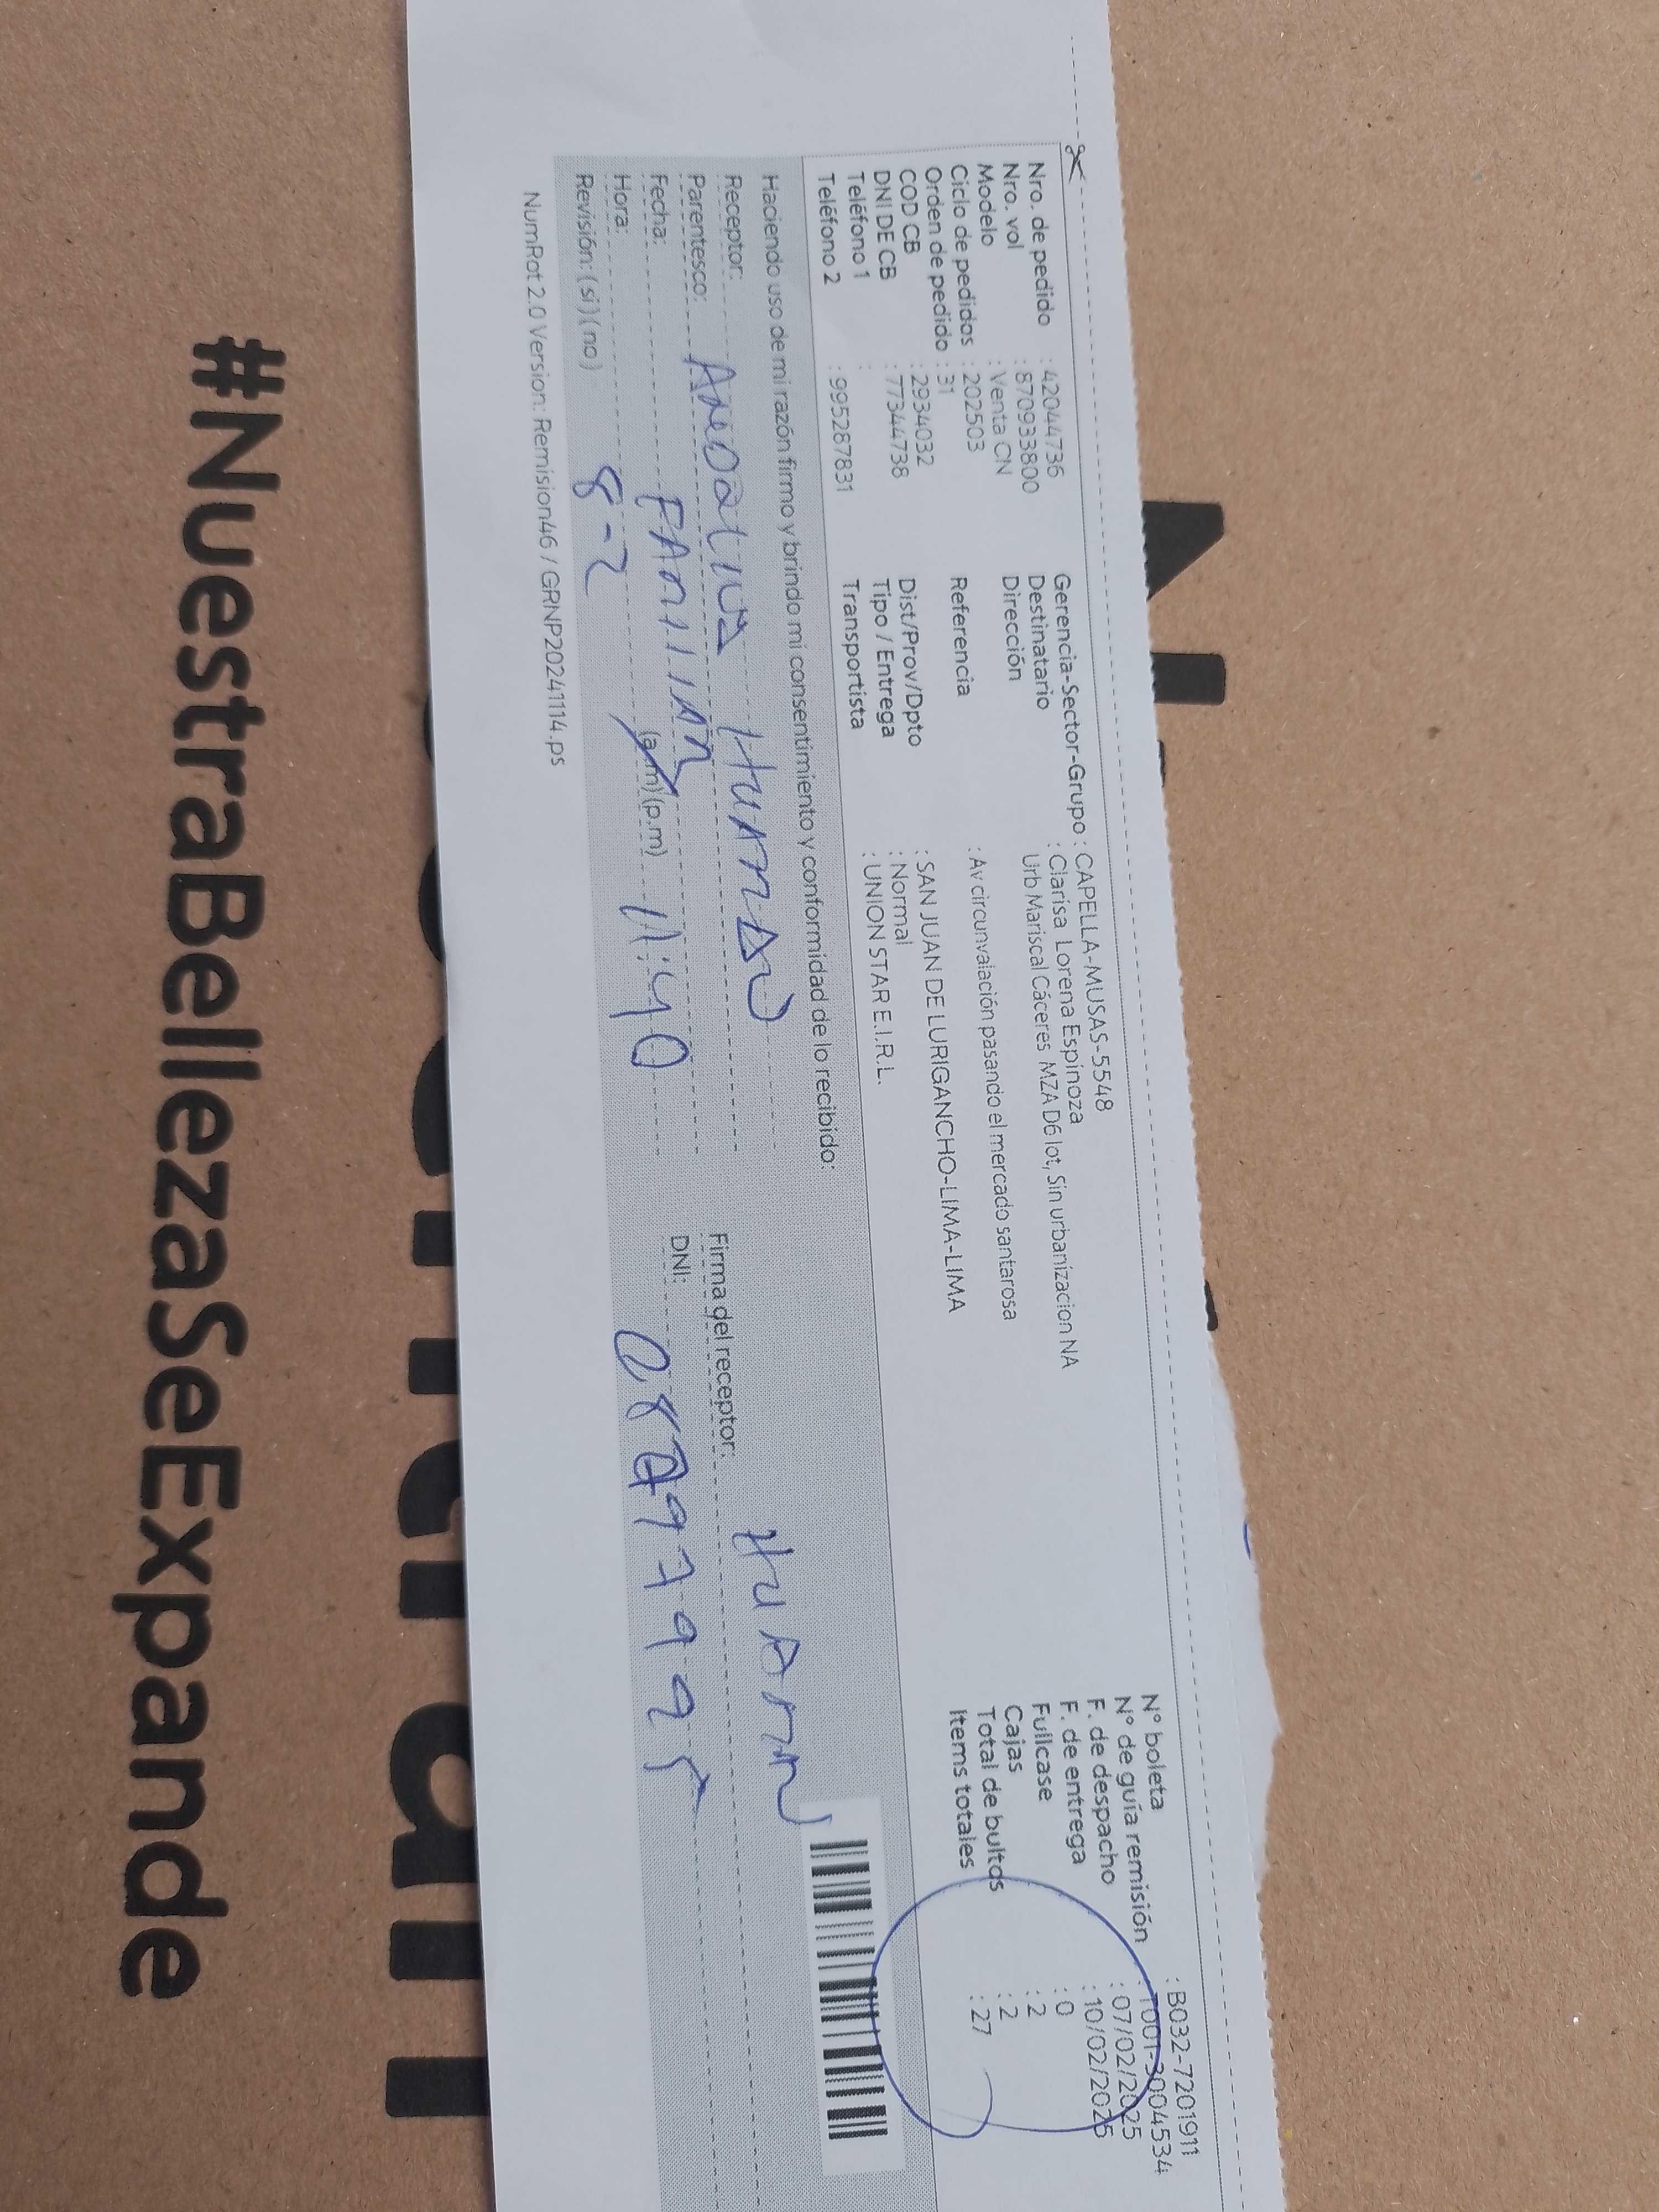 Nro. de pedido : 42044736
Nro. vol : 870933800
Modelo : Venta CN
Ciclo de pedidos : 202503
Orden de pedido : 31
COD CB : 2934032
DNI DE CB : 77344738
Teléfono 1 :
Teléfono 2 : 995287831
Gerencia-Sector-Grupo : CAPELLA-MUSAS-5548
Destinatario : Clarisa Lorena Espinoza
Dirección Urb Mariscal Cáceres MZA D6 lot, Sin urbanizacion NA
Referencia : Av circunvalación pasando el mercado santarosa
Dist/Prov/Dpto : SAN JUAN DE LURIGANCHO-LIMA-LIMA
Tipo / Entrega : Normal
Transportista : UNION STAR E.I.R.L.
N° boleta : B032-7201911
N° de guía remisión : T001-3004534
F. de despacho : 07/02/2025
F. de entrega : 10/02/2025
Fullcase : 0
Cajas : 2
Total de bultos : 2
Items totales : 27
Haciendo uso de mi razón firmo y brindo mi consentimiento y conformidad de lo recibido:
Receptor:
Parentesco: FAMILIAR
Fecha: 8-2
Hora: (a.m) (p.m) 11:40
Revisión: ( si ) ( no )
Firma del receptor:
DNI:
NumRot 2.0 Version: Remision46 / GRNP20241114.ps
#NuestraBellezaSeExpande